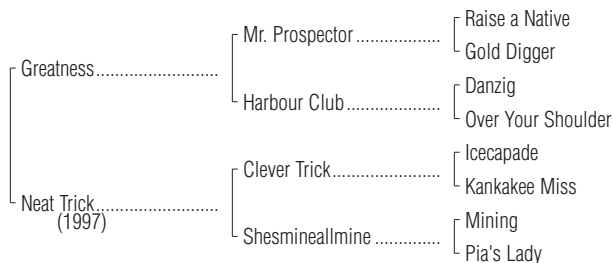 Raise a Native
Mr. Prospector ..................
Gold Digger
Greatness..........................
Danzig
Harbour Club ....................
Over Your Shoulder
Icecapade
Clever Trick.......................
Kankakee Miss
Neat Trick..........................
(1997)
Mining
Shesmineallmine ..............
Pia's Lady